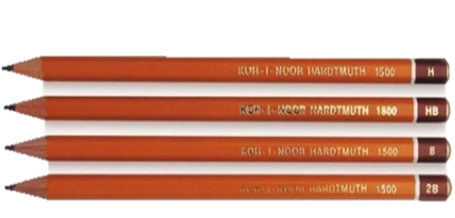 KOH-I-NOOR HARDTMUTH 1500 H
KOH-I-NOOR HARDTMUTH 1500 HB
KOH-I-NOOR HARDTMUTH 1500 B
KOH-I-NOOR HARDTMUTH 1500 2B